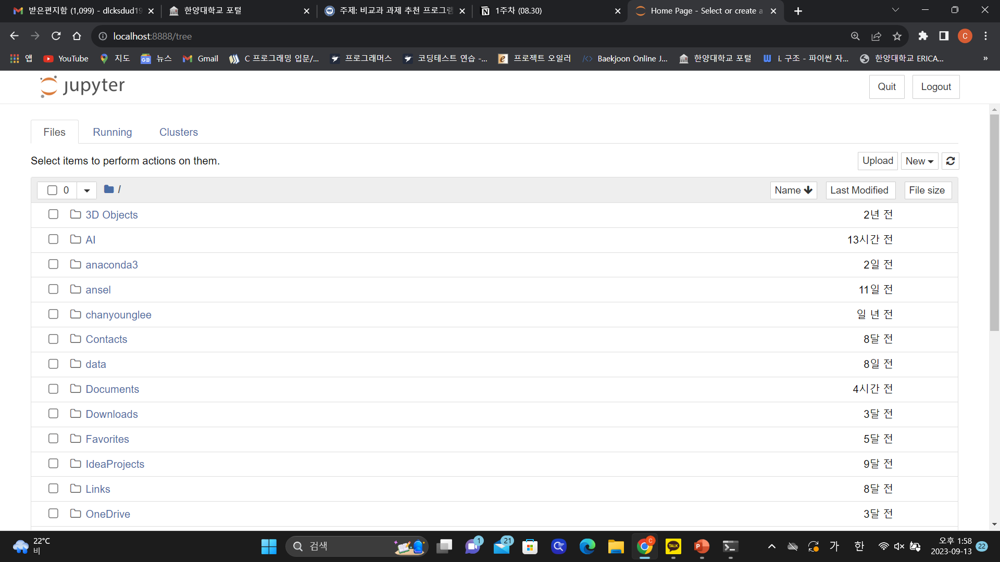 받은편지함 (1,099) - dlcksdud19
한양대학교 포털
주제: 비교과 과제 추천 프로그램
1주차 (08.30)
Home Page - Select or create a
localhost:8888/tree
C
앱
YouTube
지도
뉴스
Gmail
C 프로그래밍 입문/...
프로그래머스
코딩테스트 연습 -...
프로젝트 오일러
Baekjoon Online J...
한양대학교 포털
i. 구조 - 파이썬 자...
한양대학교 ERICA...
»
jupyter
Quit
Logout
Files
Running
Clusters
Select items to perform actions on them.
Upload
New
0
/
Name
Last Modified
File size
3D Objects
2년 전
AI
13시간 전
anaconda3
2일 전
ansel
11일 전
chanyounglee
일 년 전
Contacts
8달 전
data
8일 전
Documents
4시간 전
Downloads
3달 전
Favorites
5달 전
IdeaProjects
9달 전
Links
8달 전
OneDrive
3달 전
22°C
비
검색
1
21
C
TALK
P
가
한
오후 1:58
2023-09-13
22